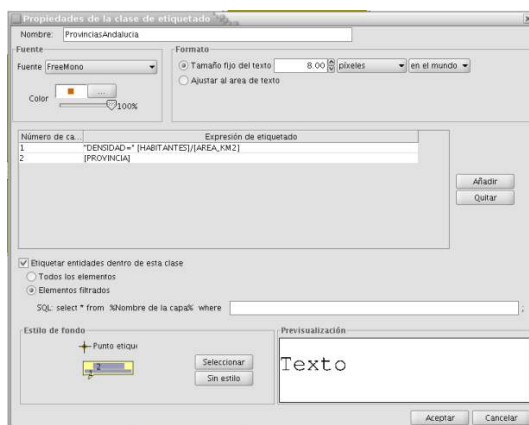 Propiedades de la clase de etiquetado
Nombre: ProvinciasAndalucia
Fuente
Fuente FreeMono
Color ... 100%
Formato
Tamaño fijo del texto 8.00 píxeles en el mundo
Ajustar al area de texto
Número de ca... Expresión de etiquetado
1 "DENSIDAD=" [HABITANTES]/[AREA_KM2]
2 [PROVINCIA]
Añadir
Quitar
Etiquetar entidades dentro de esta clase
Todos los elementos
Elementos filtrados
SQL: select * from %Nombre de la capa% where ;
Estilo de fondo
Punto etiqu
2
Seleccionar
Sin estilo
Previsualización
Texto
Aceptar Cancelar